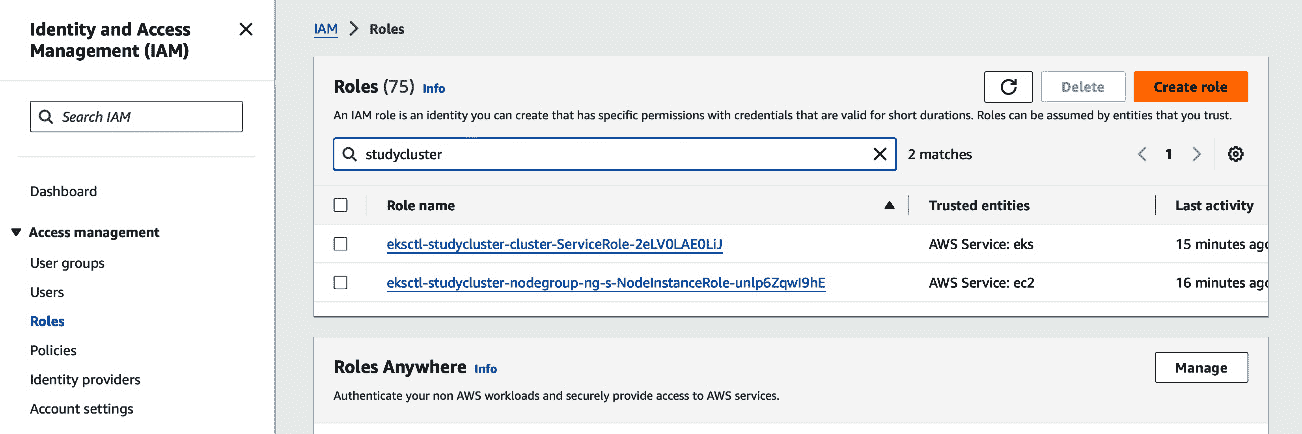 Identity and Access
Management (IAM)
Search IAM
Dashboard
Access management
User groups
Users
Roles
Policies
Identity providers
Account settings
IAM > Roles
Roles (75) Info
Delete
Create role
An IAM role is an identity you can create that has specific permissions with credentials that are valid for short durations. Roles can be assumed by entities that you trust.
studycluster
2 matches
1
Role name
Trusted entities
Last activity
eksctl-studycluster-cluster-ServiceRole-2eLV0LAE0LiJ
AWS Service: eks
15 minutes ago
eksctl-studycluster-nodegroup-ng-s-NodeInstanceRole-unlp6ZqwI9hE
AWS Service: ec2
16 minutes ago
Roles Anywhere Info
Manage
Authenticate your non AWS workloads and securely provide access to AWS services.